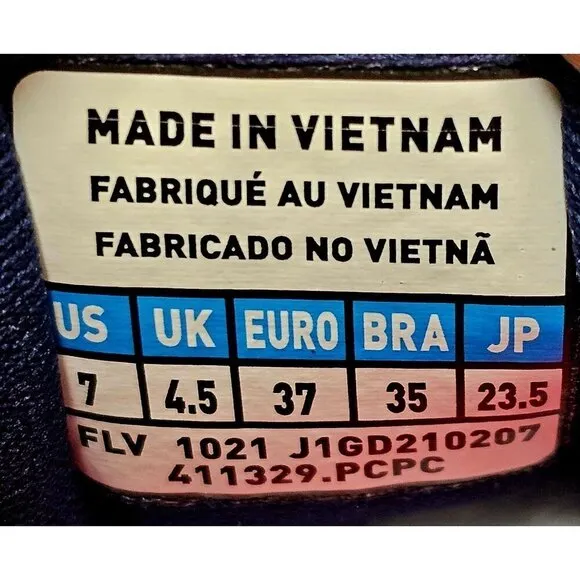 MADE IN VIETNAM
FABRIQUÉ AU VIETNAM
FABRICADO NO VIETNÃ
US UK EURO BRA JP
7 4.5 37 35 23.5
FLV 1021 J1GD210207
411329.PCPC